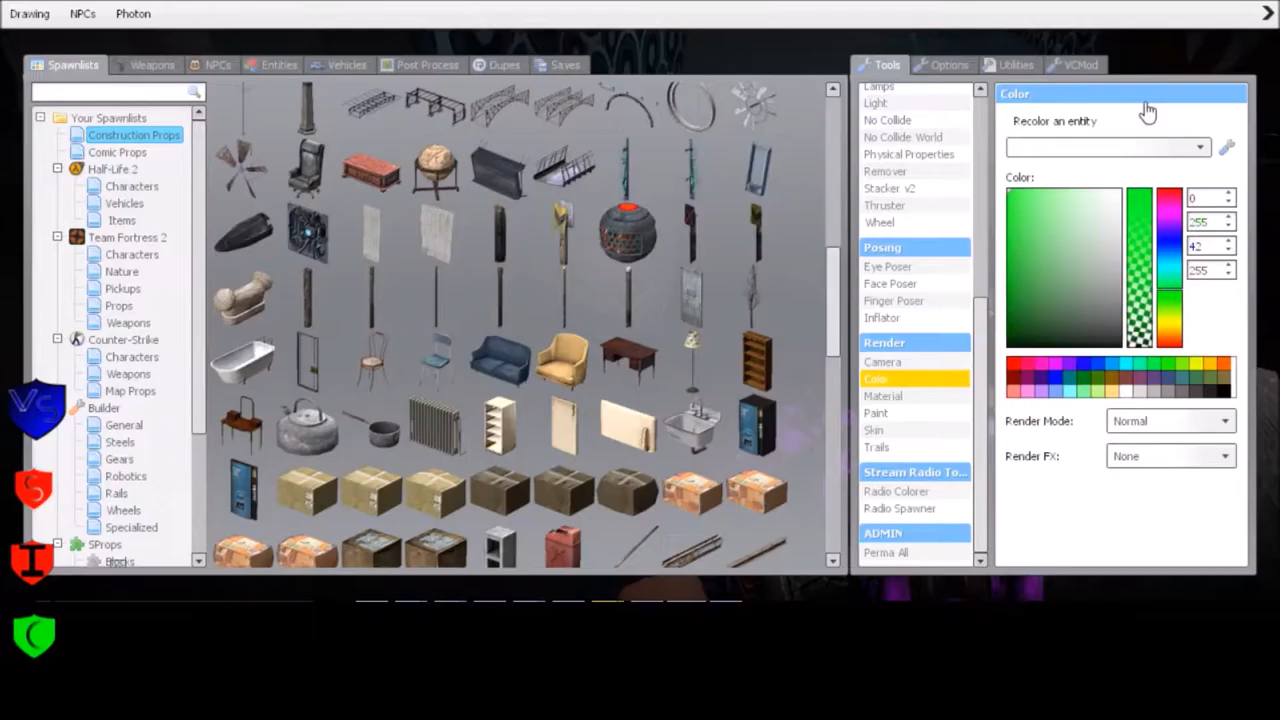 Drawing NPCs Photon
Spawnlists Weapons NPCs Entities Vehicles Post Process Dupes Saves
Your Spawnlists
Construction Props
Comic Props
Half-Life 2
Characters
Vehicles
Items
Team Fortress 2
Characters
Nature
Pickups
Props
Weapons
Counter-Strike
Characters
Weapons
Map Props
Builder
General
Steels
Gears
Robotics
Rails
Wheels
Specialized
SProps
Blocks
Tools Options Utilities VCMod
Lamps
Light
No Collide
No Collide World
Physical Properties
Remover
Stacker v2
Thruster
Wheel
Posing
Eye Poser
Face Poser
Finger Poser
Inflator
Render
Camera
Color
Material
Paint
Skin
Trails
Stream Radio To...
Radio Colorer
Radio Spawner
ADMIN
Perma All
Color
Recolor an entity
Color:
0
255
42
255
Render Mode: Normal
Render FX: None
VS
S
I
C